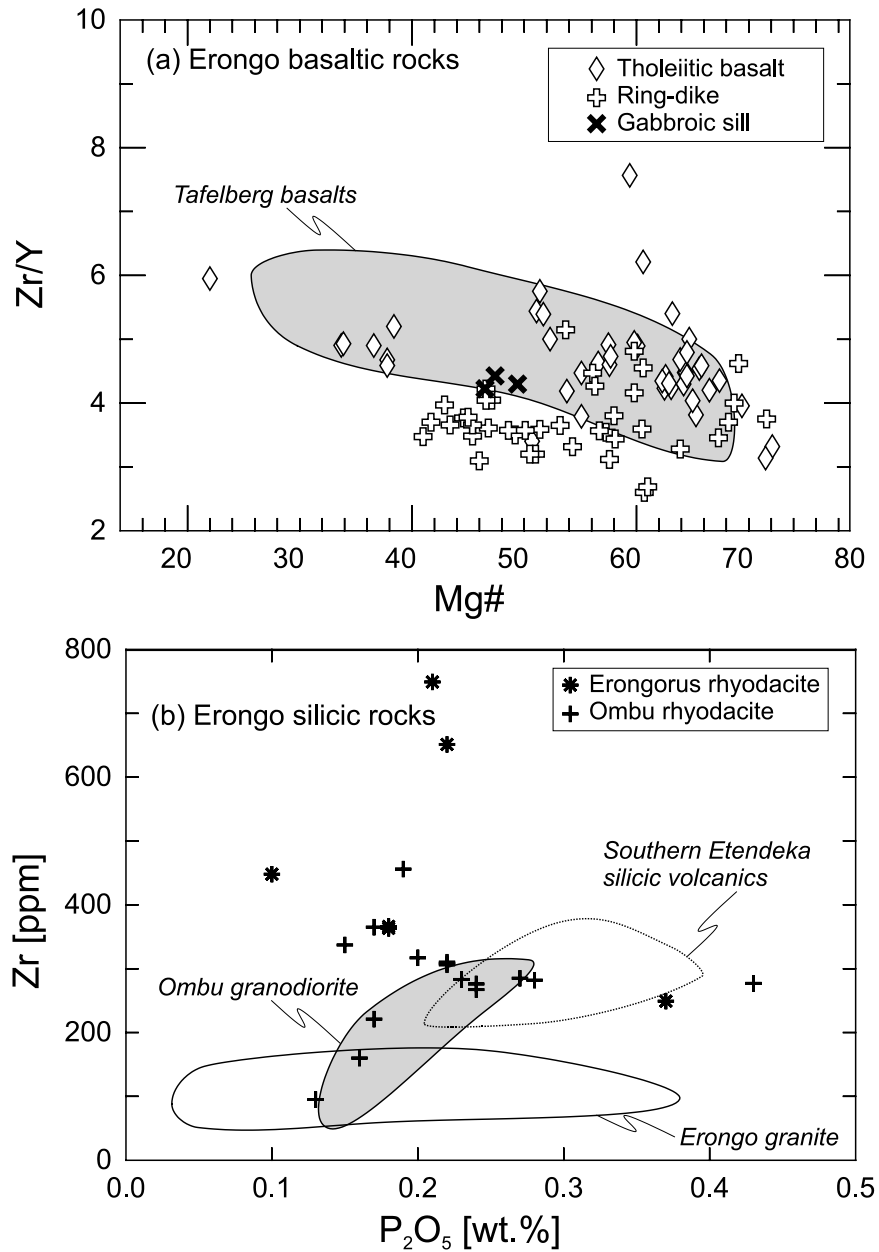 (a) Erongo basaltic rocks
Tholeiitic basalt
Ring-dike
Gabbroic sill
Tafelberg basalts
Zr/Y
10
8
6
4
2
20
30
40
50
60
70
80
Mg#
(b) Erongo silicic rocks
Erongorus rhyodacite
Ombu rhyodacite
Southern Etendeka
silicic volcanics
Ombu granodiorite
Erongo granite
Zr [ppm]
800
600
400
200
0
0.0
0.1
0.2
0.3
0.4
0.5
P₂O₅ [wt.%]